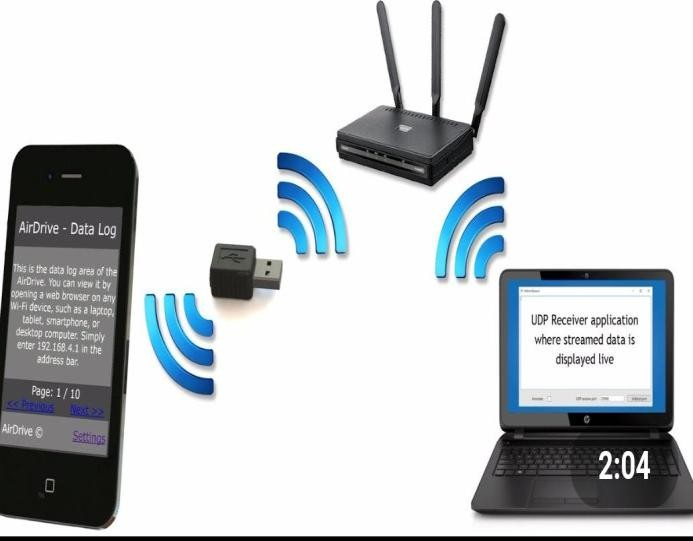 AirDrive - Data Log
This is the data log area of the
AirDrive. You can view it by
opening a web browser on any
Wi-Fi device, such as a laptop,
tablet, smartphone, or
desktop computer. Simply
enter 192.168.4.1 in the
address bar.
Page: 1 / 10
<< Previous Next >>
AirDrive © Settings
UDP Receiver application
where streamed data is
displayed live
2:04